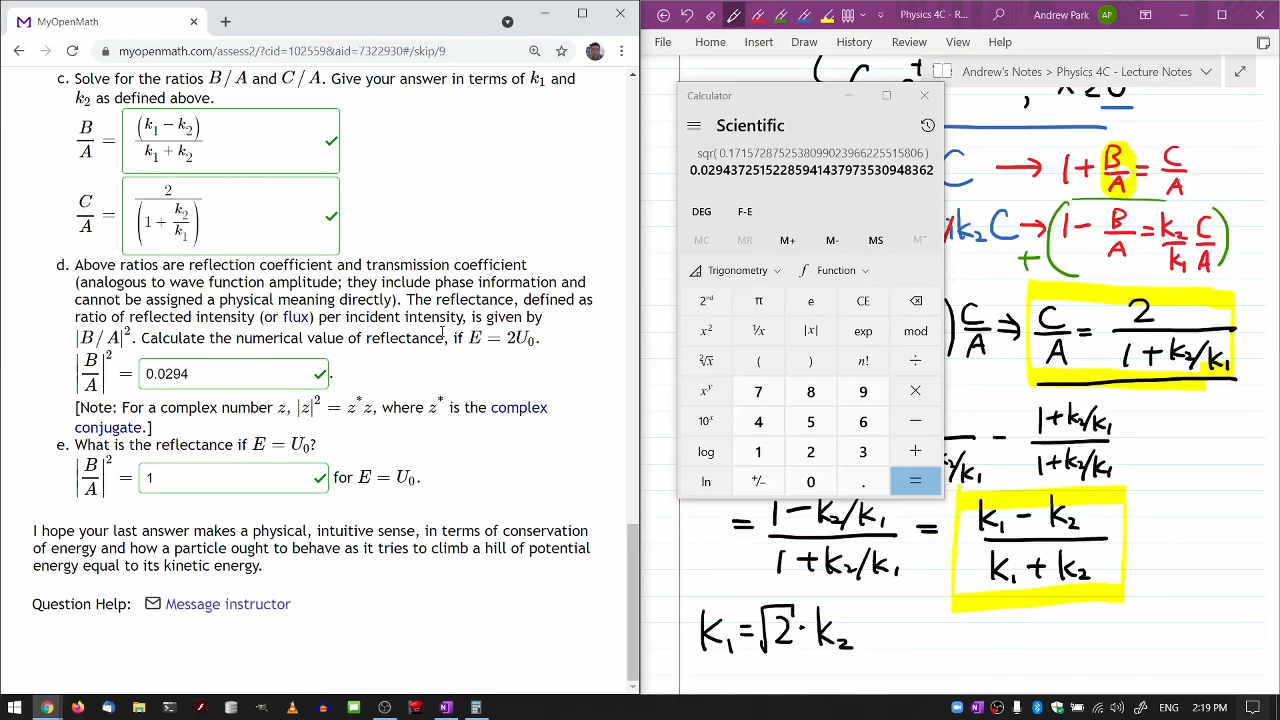 MyOpenMath
myopenmath.com/assess2/?cid=102559&aid=7322930#/skip/9
c. Solve for the ratios B/A and C/A. Give your answer in terms of k₁ and
k₂ as defined above.
B/A = (k₁ − k₂)/(k₁ + k₂)
C/A = 2/(1 + k₂/k₁)
d. Above ratios are reflection coefficient and transmission coefficient
(analogous to wave function amplitude; they include phase information and
cannot be assigned a physical meaning directly). The reflectance, defined as
ratio of reflected intensity (or flux) per incident intensity, is given by
|B/A|². Calculate the numerical value of reflectance, if E = 2U₀.
|B/A|² = 0.0294 .
[Note: For a complex number z, |z|² = z*z, where z* is the complex
conjugate.]
e. What is the reflectance if E = U₀?
|B/A|² = 1 for E = U₀.
I hope your last answer makes a physical, intuitive sense, in terms of conservation
of energy and how a particle ought to behave as it tries to climb a hill of potential
energy equal to its kinetic energy.
Question Help: Message instructor
Physics 4C - R...
Andrew Park AP
File Home Insert Draw History Review View Help
Andrew's Notes › Physics 4C - Lecture Notes
Calculator
Scientific
sqr( 0.17157287525380990239662255158​06 )
0.02943725152285941437973530948362
DEG F-E
MC MR M+ M- MS M˅
Trigonometry Function
2ⁿᵈ π e CE
x² ¹/x |x| exp mod
²√x ( ) n! ÷
xʸ 7 8 9 ×
10ˣ 4 5 6 −
log 1 2 3 +
ln +/− 0 . =
, x ≥ 0
C → 1 + B/A = C/A
k₂C → (1 − B/A = k₂/k₁ C/A)
+
) C/A ⇒ C/A = 2/(1 + k₂/k₁)
− (1 + k₂/k₁)/(1 + k₂/k₁)
= (1 − k₂/k₁)/(1 + k₂/k₁) = (k₁ − k₂)/(k₁ + k₂)
k₁ = √2 · k₂
2:19 PM